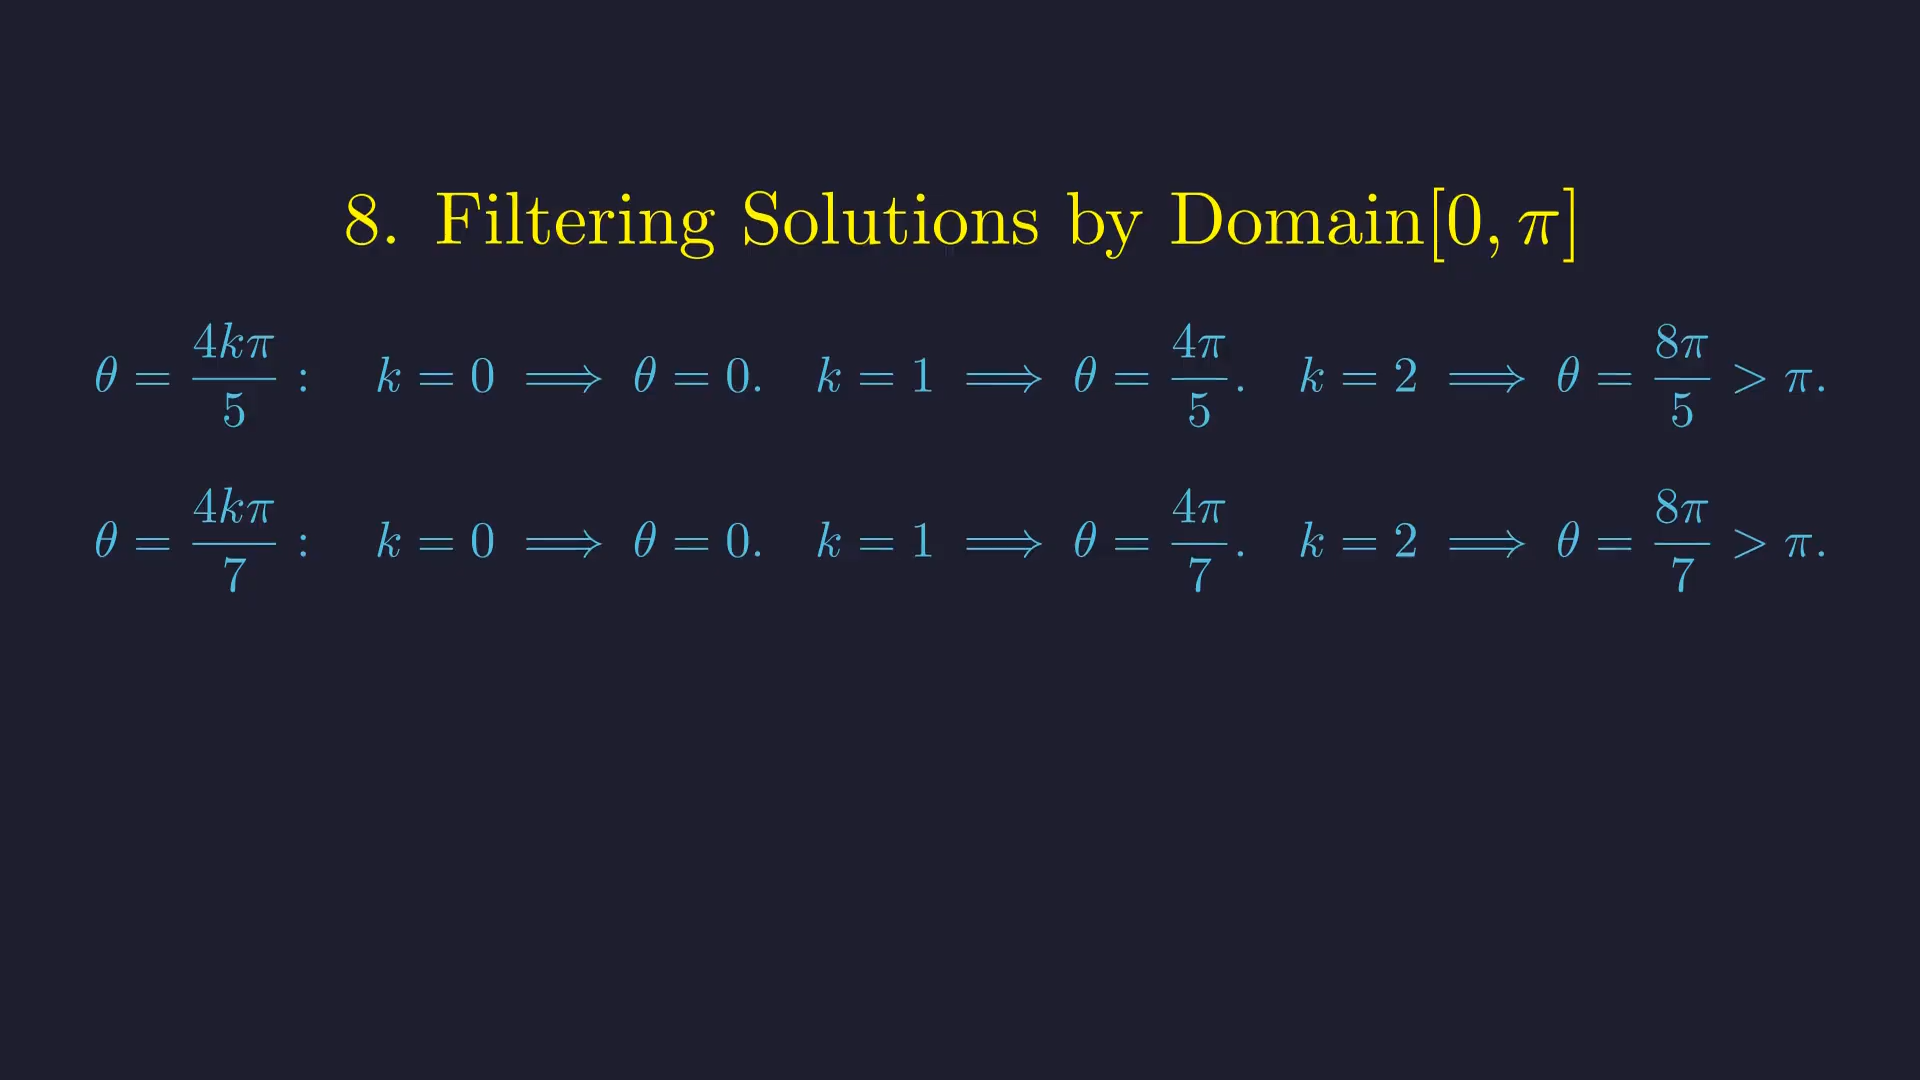 8. Filtering Solutions by Domain[0, π]
θ = 4kπ/5 : k = 0 ⟹ θ = 0. k = 1 ⟹ θ = 4π/5. k = 2 ⟹ θ = 8π/5 > π.
θ = 4kπ/7 : k = 0 ⟹ θ = 0. k = 1 ⟹ θ = 4π/7. k = 2 ⟹ θ = 8π/7 > π.